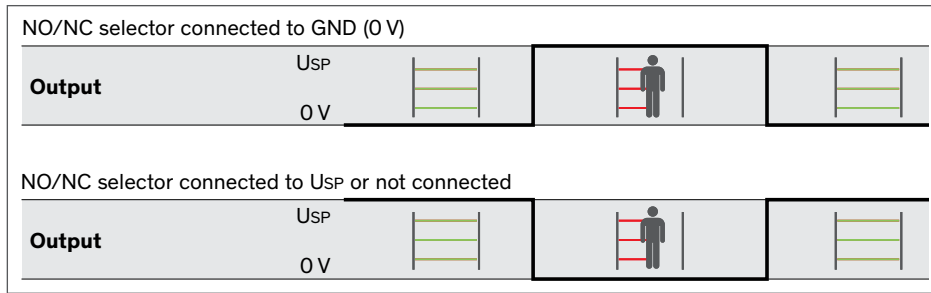 NO/NC selector connected to GND (0 V)
USP
Output
0 V
NO/NC selector connected to USP or not connected
USP
Output
0 V